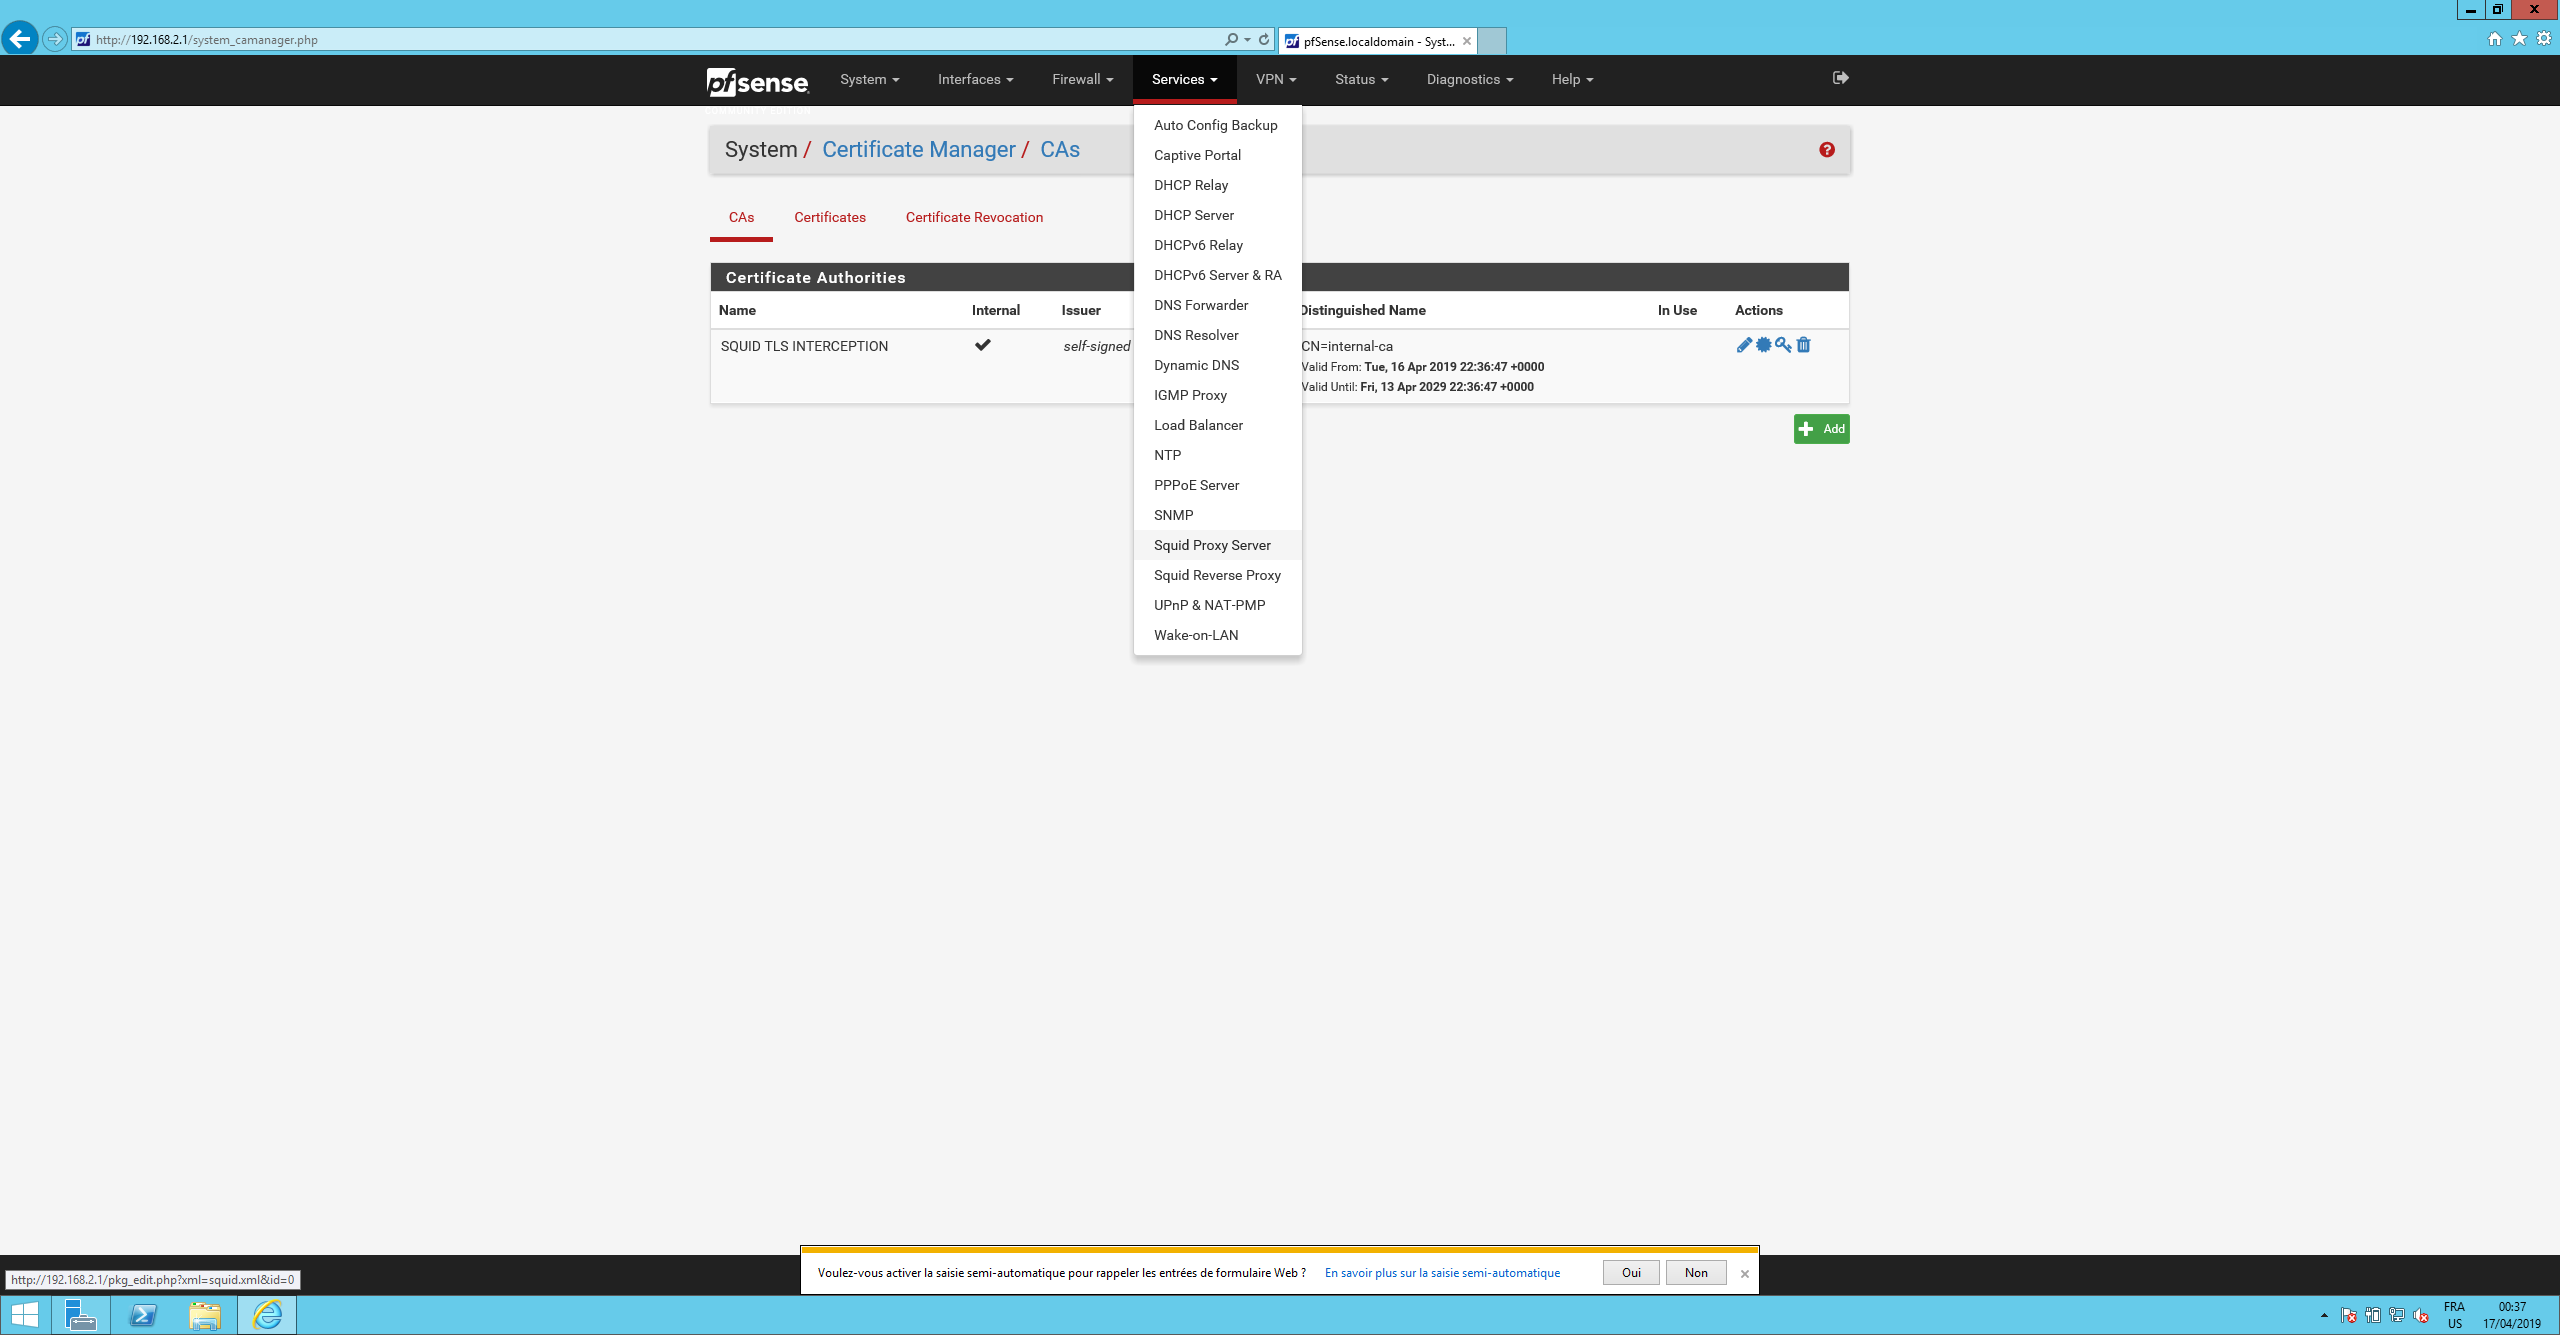 http://192.168.2.1/system_camanager.php
pfSense.localdomain - Syst...
pfsense
System
Interfaces
Firewall
Services
VPN
Status
Diagnostics
Help
Auto Config Backup
Captive Portal
DHCP Relay
DHCP Server
DHCPv6 Relay
DHCPv6 Server & RA
DNS Forwarder
DNS Resolver
Dynamic DNS
IGMP Proxy
Load Balancer
NTP
PPPoE Server
SNMP
Squid Proxy Server
Squid Reverse Proxy
UPnP & NAT-PMP
Wake-on-LAN
System / Certificate Manager / CAs
CAs
Certificates
Certificate Revocation
Certificate Authorities
Name Internal Issuer Distinguished Name In Use Actions
SQUID TLS INTERCEPTION self-signed CN=internal-ca
Valid From: Tue, 16 Apr 2019 22:36:47 +0000
Valid Until: Fri, 13 Apr 2029 22:36:47 +0000
Add
Voulez-vous activer la saisie semi-automatique pour rappeler les entrées de formulaire Web ? En savoir plus sur la saisie semi-automatique Oui Non
http://192.168.2.1/pkg_edit.php?xml=squid.xml&id=0
FRA 00:37
US 17/04/2019